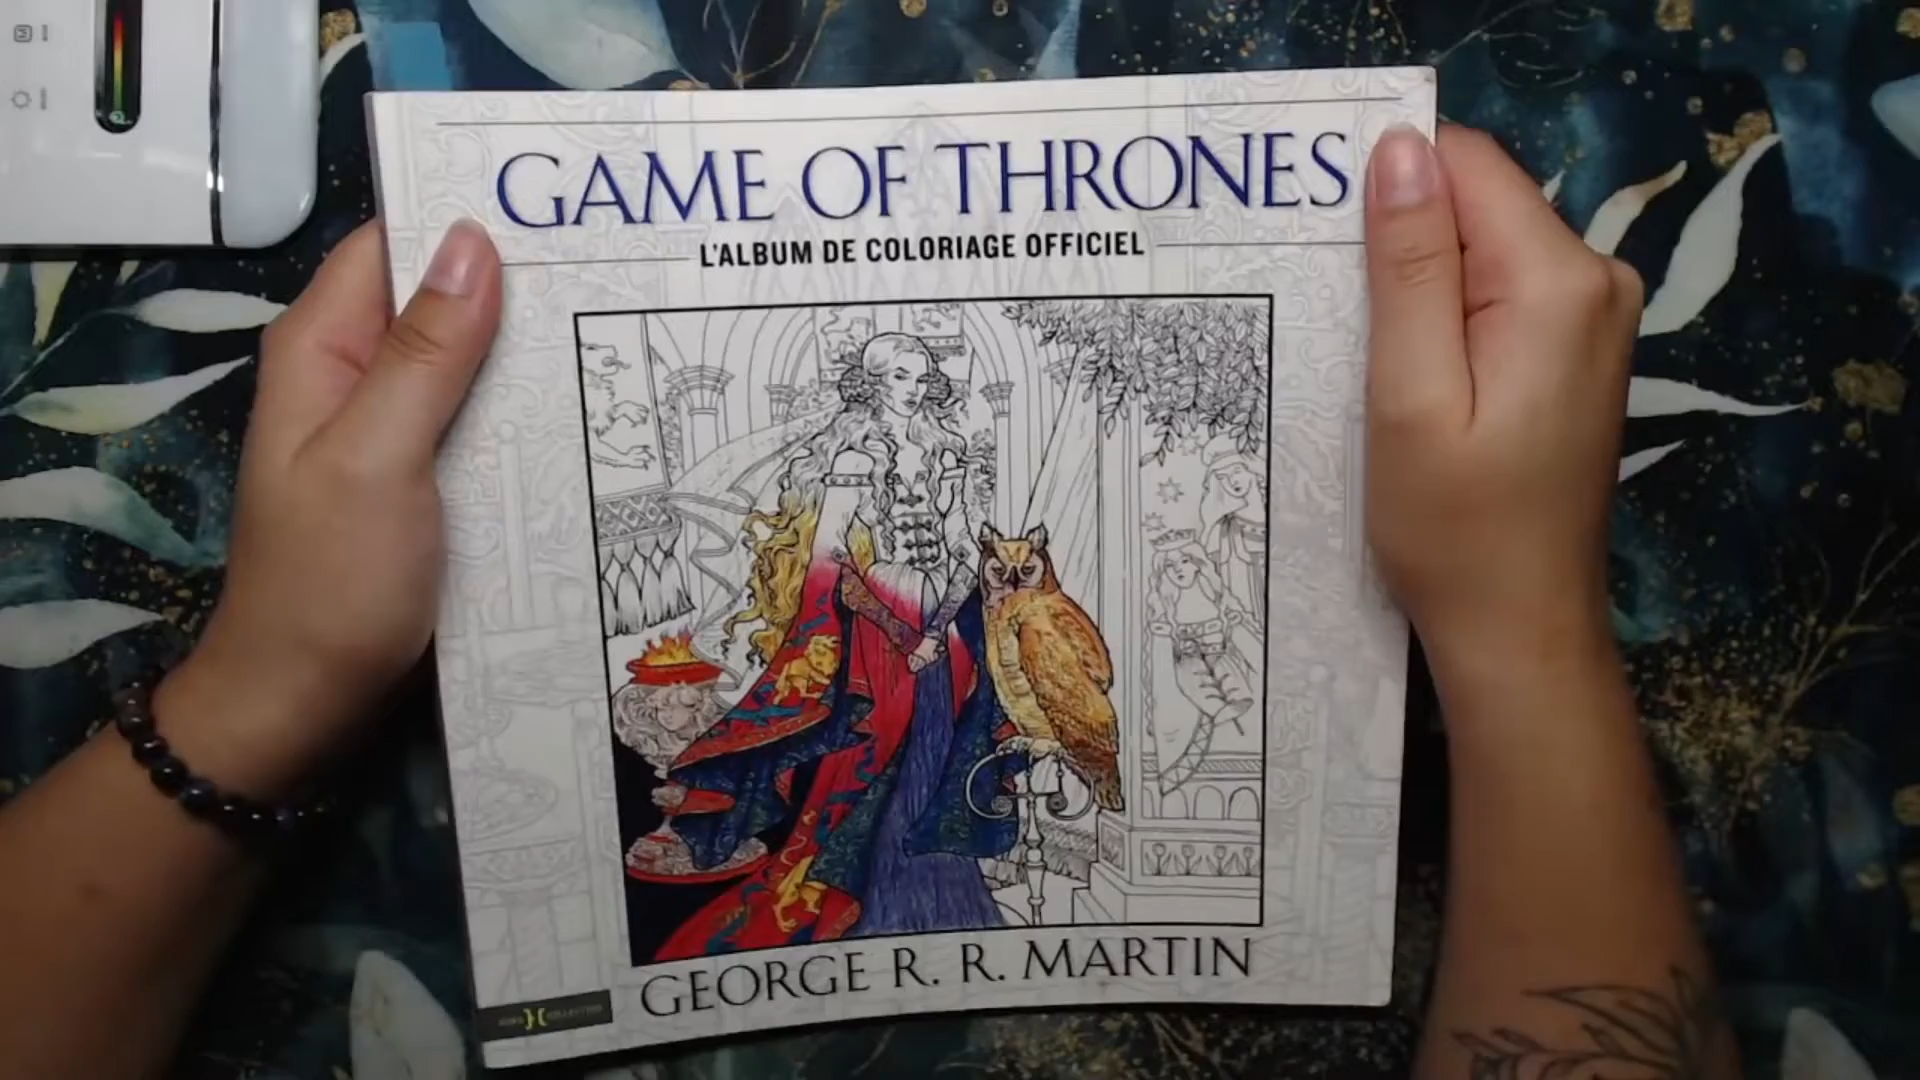 GAME OF THRONES
L'ALBUM DE COLORIAGE OFFICIEL
GEORGE R. R. MARTIN